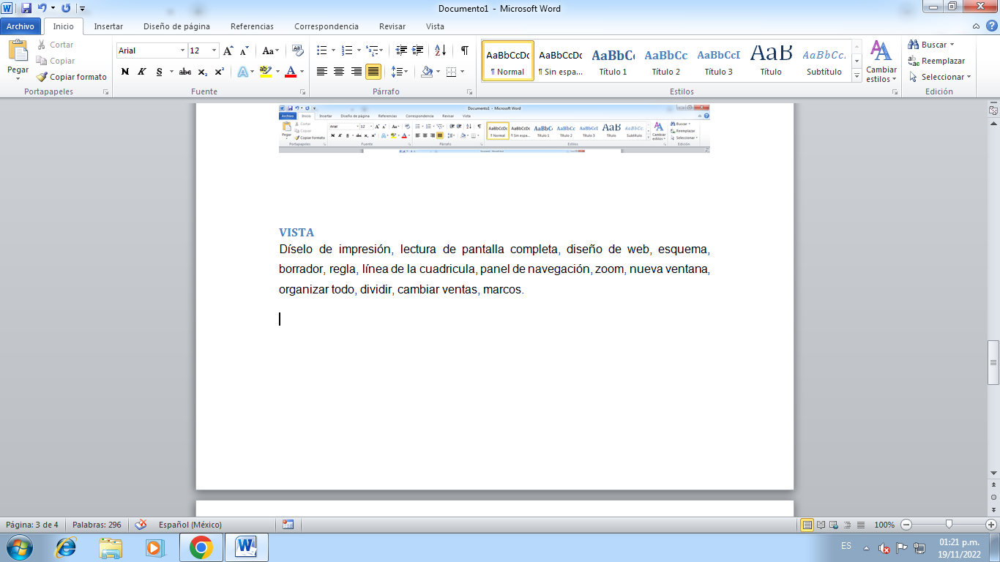 Documento1 - Microsoft Word
Archivo Inicio Insertar Diseño de página Referencias Correspondencia Revisar Vista
Pegar
Cortar
Copiar
Copiar formato
Portapapeles
Arial 12
Aa
N K S abc x₂ x²
Fuente
Párrafo
AaBbCcDc AaBbCcDc AaBbCc AaBbCc AaBbCcI AaB AaBbCc.
¶ Normal ¶ Sin espa... Título 1 Título 2 Título 3 Título Subtítulo
Cambiar estilos
Estilos
Buscar
Reemplazar
Seleccionar
Edición
Documento1 - Microsoft Word
Archivo Inicio Insertar Diseño de página Referencias Correspondencia Revisar Vista
Pegar
Cortar
Copiar
Copiar formato
Portapapeles
Arial 12
Fuente
Párrafo
AaBbCcDc AaBbCcDc AaBbC AaBbCc AaBbCcI AaB AaBbCc.
¶ Normal ¶ Sin espa... Título 1 Título 2 Título 3 Título Subtítulo
Cambiar estilos
Estilos
Buscar
Reemplazar
Seleccionar
Edición
VISTA
Díselo de impresión, lectura de pantalla completa, diseño de web, esquema,
borrador, regla, línea de la cuadricula, panel de navegación, zoom, nueva ventana,
organizar todo, dividir, cambiar ventas, marcos.
Página: 3 de 4 Palabras: 296 Español (México) 100%
ES 01:21 p.m.
19/11/2022